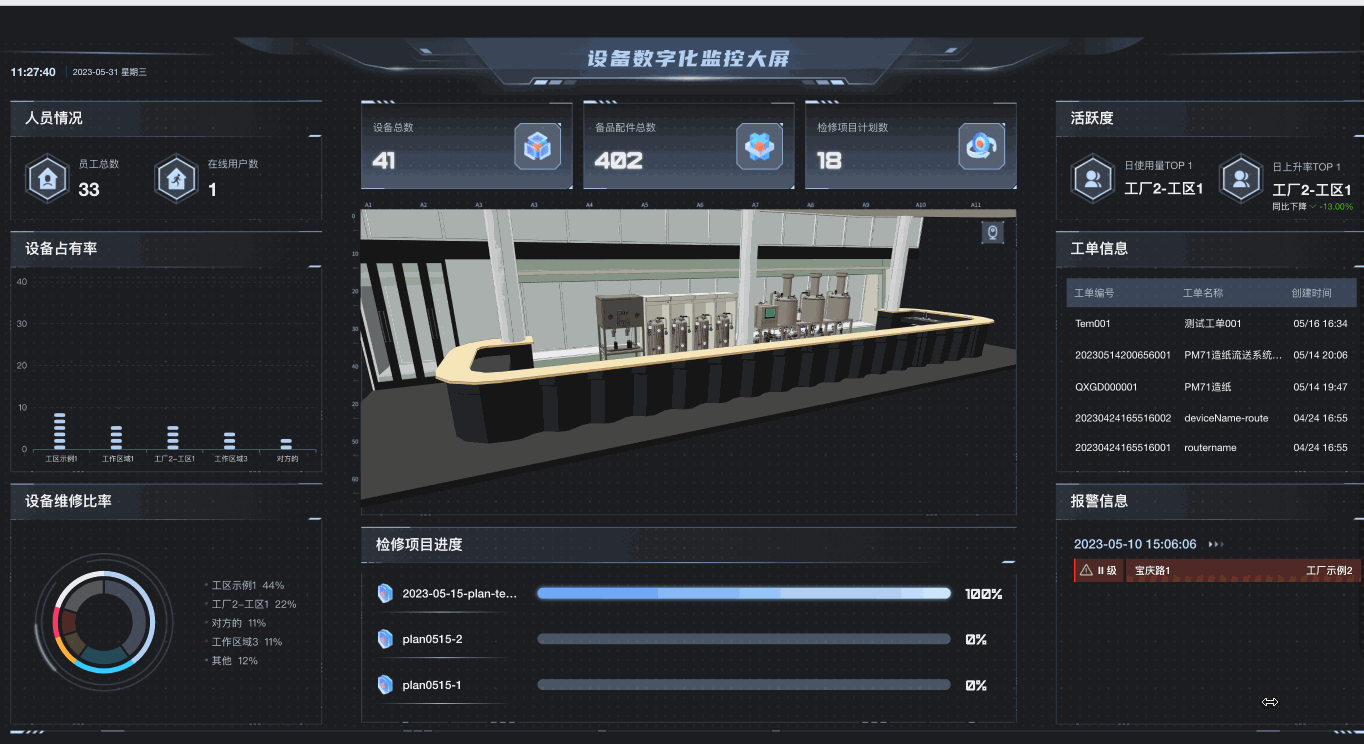 设备数字化监控大屏
11:27:40 2023-05-31 星期三
人员情况
员工总数
33
在线用户数
1
设备占有率
40
30
20
10
0
工区示例1 工作区域1 工厂2-工区1 工作区域3 对方的
设备维修比率
工区示例1 44%
工厂2-工区1 22%
对方的 11%
工作区域3 11%
其他 12%
设备总数
41
备品配件总数
402
检修项目计划数
18
A1 A2 A3 A3 A4 A5 A6 A7 A8 A9 A10 A11
0
10
20
30
40
20
50
60
检修项目进度
2023-05-15-plan-te... 100%
plan0515-2 0%
plan0515-1 0%
活跃度
日使用量TOP 1
工厂2-工区1
日上升率TOP 1
工厂2-工区1
同比下降 -13.00%
工单信息
工单编号 工单名称 创建时间
Tem001 测试工单001 05/16 16:34
20230514200656001 PM71造纸流送系统... 05/14 20:06
QXGD000001 PM71造纸 05/14 19:47
20230424165516002 deviceName-route 04/24 16:55
20230424165516001 routername 04/24 16:55
报警信息
2023-05-10 15:06:06
II 级 宝庆路1 工厂示例2